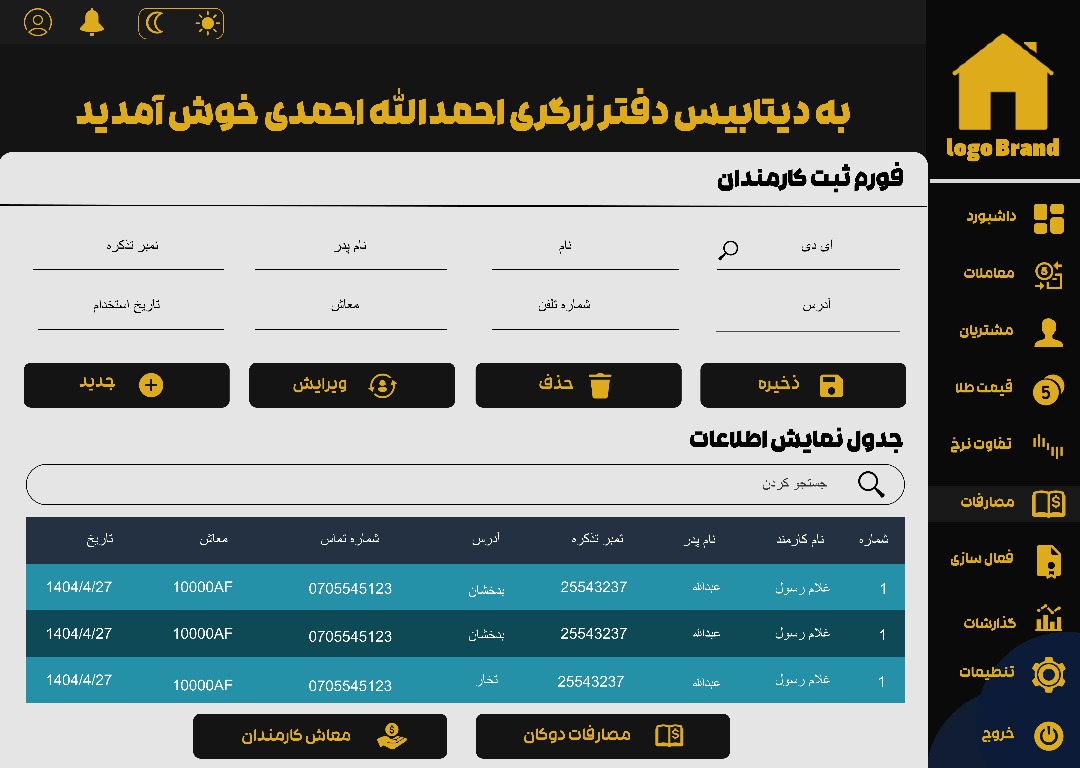 به دیتابیس دفتر زرگری احمدالله احمدی خوش آمدید
logo Brand
داشبورد
معاملات
مشتریان
قیمت طلا
تفاوت نرخ
مصارفات
فعال سازی
گذارشات
تنظیمات
خروج
فورم ثبت کارمندان
ای دی نام نام پدر نمبر تذکره
آدرس شماره تلفن معاش تاریخ استخدام
ذخیره حذف ویرایش جدید
جدول نمایش اطلاعات
جستجو کردن
شماره نام کارمند نام پدر نمبر تذکره آدرس شماره تماس معاش تاریخ
1 غلام رسول عبدالله 25543237 بدخشان 0705545123 10000AF 1404/4/27
1 غلام رسول عبدالله 25543237 بدخشان 0705545123 10000AF 1404/4/27
1 غلام رسول عبدالله 25543237 تخار 0705545123 10000AF 1404/4/27
مصارفات دوکان معاش کارمندان